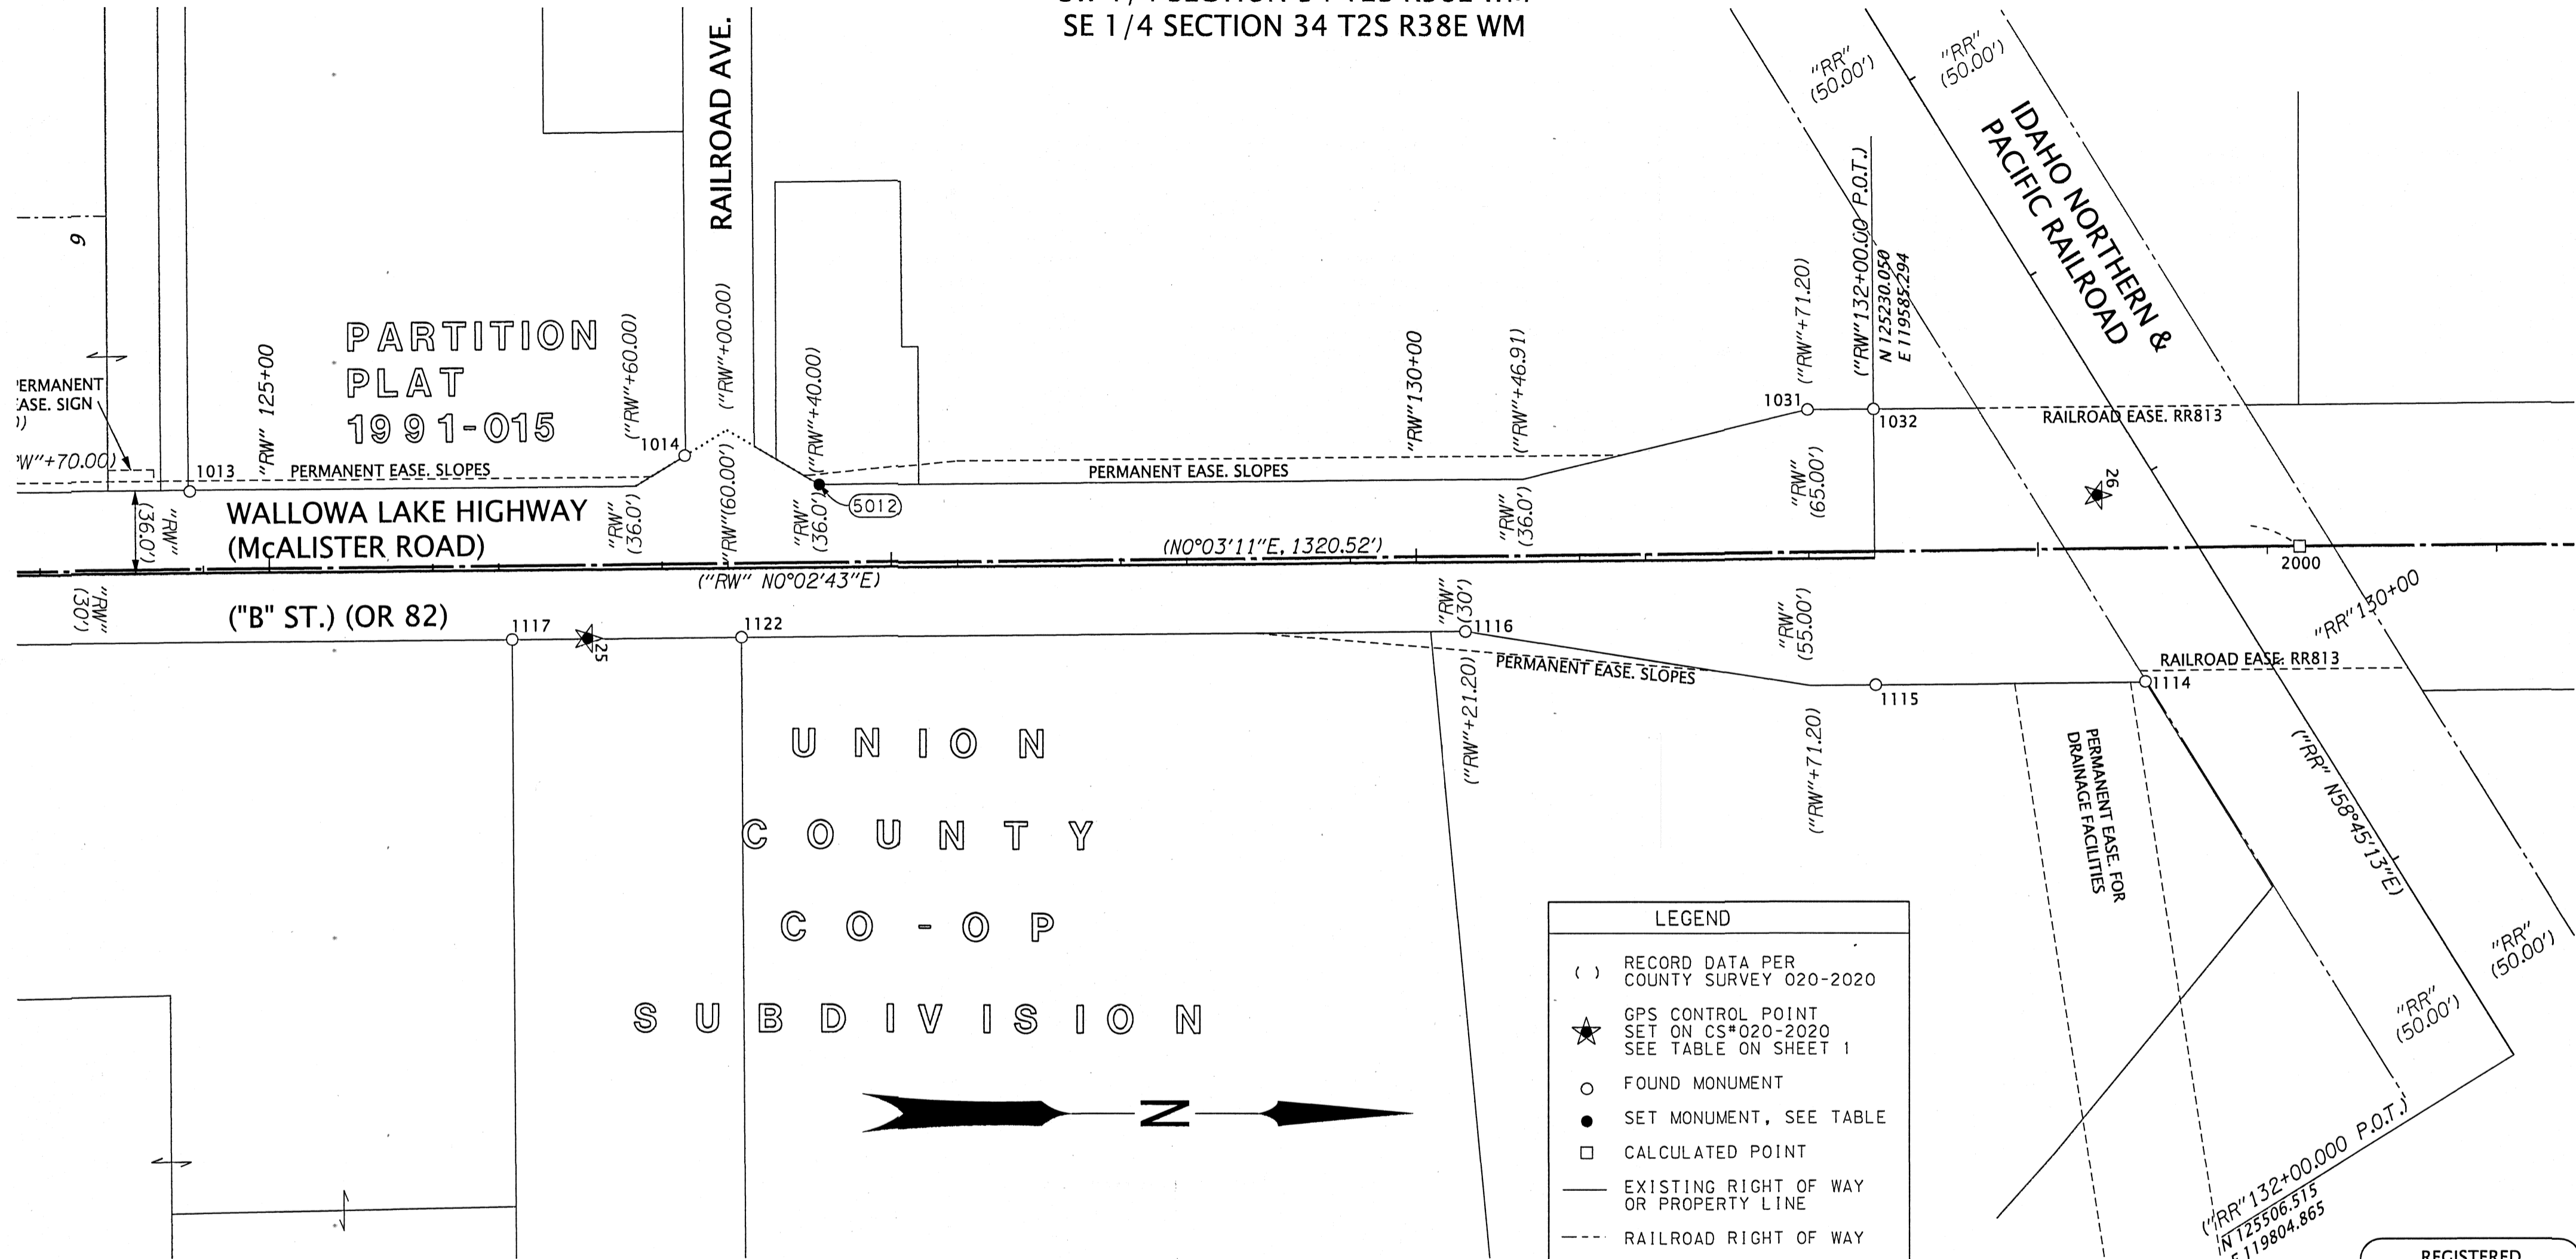 SE 1/4 SECTION 34 T2S R38E WM
RAILROAD AVE.
"RR"
(50.00')
"RR"
(50.00')
IDAHO NORTHERN &
PACIFIC RAILROAD
6
PARTITION
PLAT
1991-015
"RW" 125+00
("RW"+60.00)
("RW"+00.00)
("RW"+40.00)
"RW"130+00
("RW"+46.91)
("RW"+71.20)
("RW"132+00.00 P.O.T.)
N 125230.050
E 119585.294
ERMANENT
ASE. SIGN
W"+70.00)
1013
PERMANENT EASE. SLOPES
1014
PERMANENT EASE. SLOPES
1031
1032
RAILROAD EASE. RR813
"RW"
(36.0')
WALLOWA LAKE HIGHWAY
(McALISTER ROAD)
"RW"
(36.0')
"RW"(60.00')
"RW"
(36.0')
5012
"RW"
(36.0')
"RW"
(65.00')
26
(N0°03'11"E, 1320.52')
("RW" N0°02'43"E)
2000
"RR"130+00
"RW"
(30')
("B" ST.) (OR 82)
1117
25
1122
"RW"
(30')
1116
"RW"
(55.00')
PERMANENT EASE. SLOPES
1115
RAILROAD EASE. RR813
1114
("RW"+21.20)
("RW"+71.20)
PERMANENT EASE. FOR
DRAINAGE FACILITIES
("RR" N58°45'13"E)
UNION
COUNTY
CO-OP
SUBDIVISION
N
"RR"
(50.00')
"RR"
(50.00')
LEGEND
( ) RECORD DATA PER
COUNTY SURVEY 020-2020
GPS CONTROL POINT
SET ON CS#020-2020
SEE TABLE ON SHEET 1
FOUND MONUMENT
SET MONUMENT, SEE TABLE
CALCULATED POINT
EXISTING RIGHT OF WAY
OR PROPERTY LINE
RAILROAD RIGHT OF WAY
("RR"132+00.000 P.O.T.)
N 125506.515
E 119804.865
REGISTERED